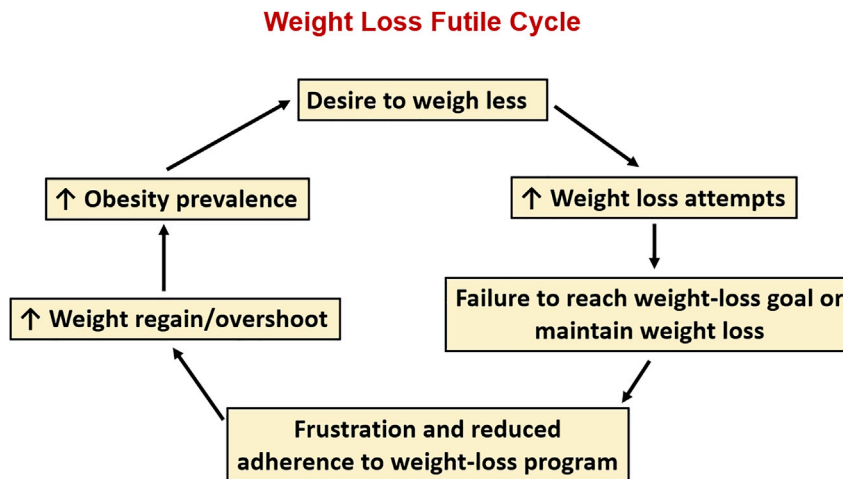 Weight Loss Futile Cycle
Desire to weigh less
↑ Weight loss attempts
Failure to reach weight-loss goal or
maintain weight loss
Frustration and reduced
adherence to weight-loss program
↑ Weight regain/overshoot
↑ Obesity prevalence